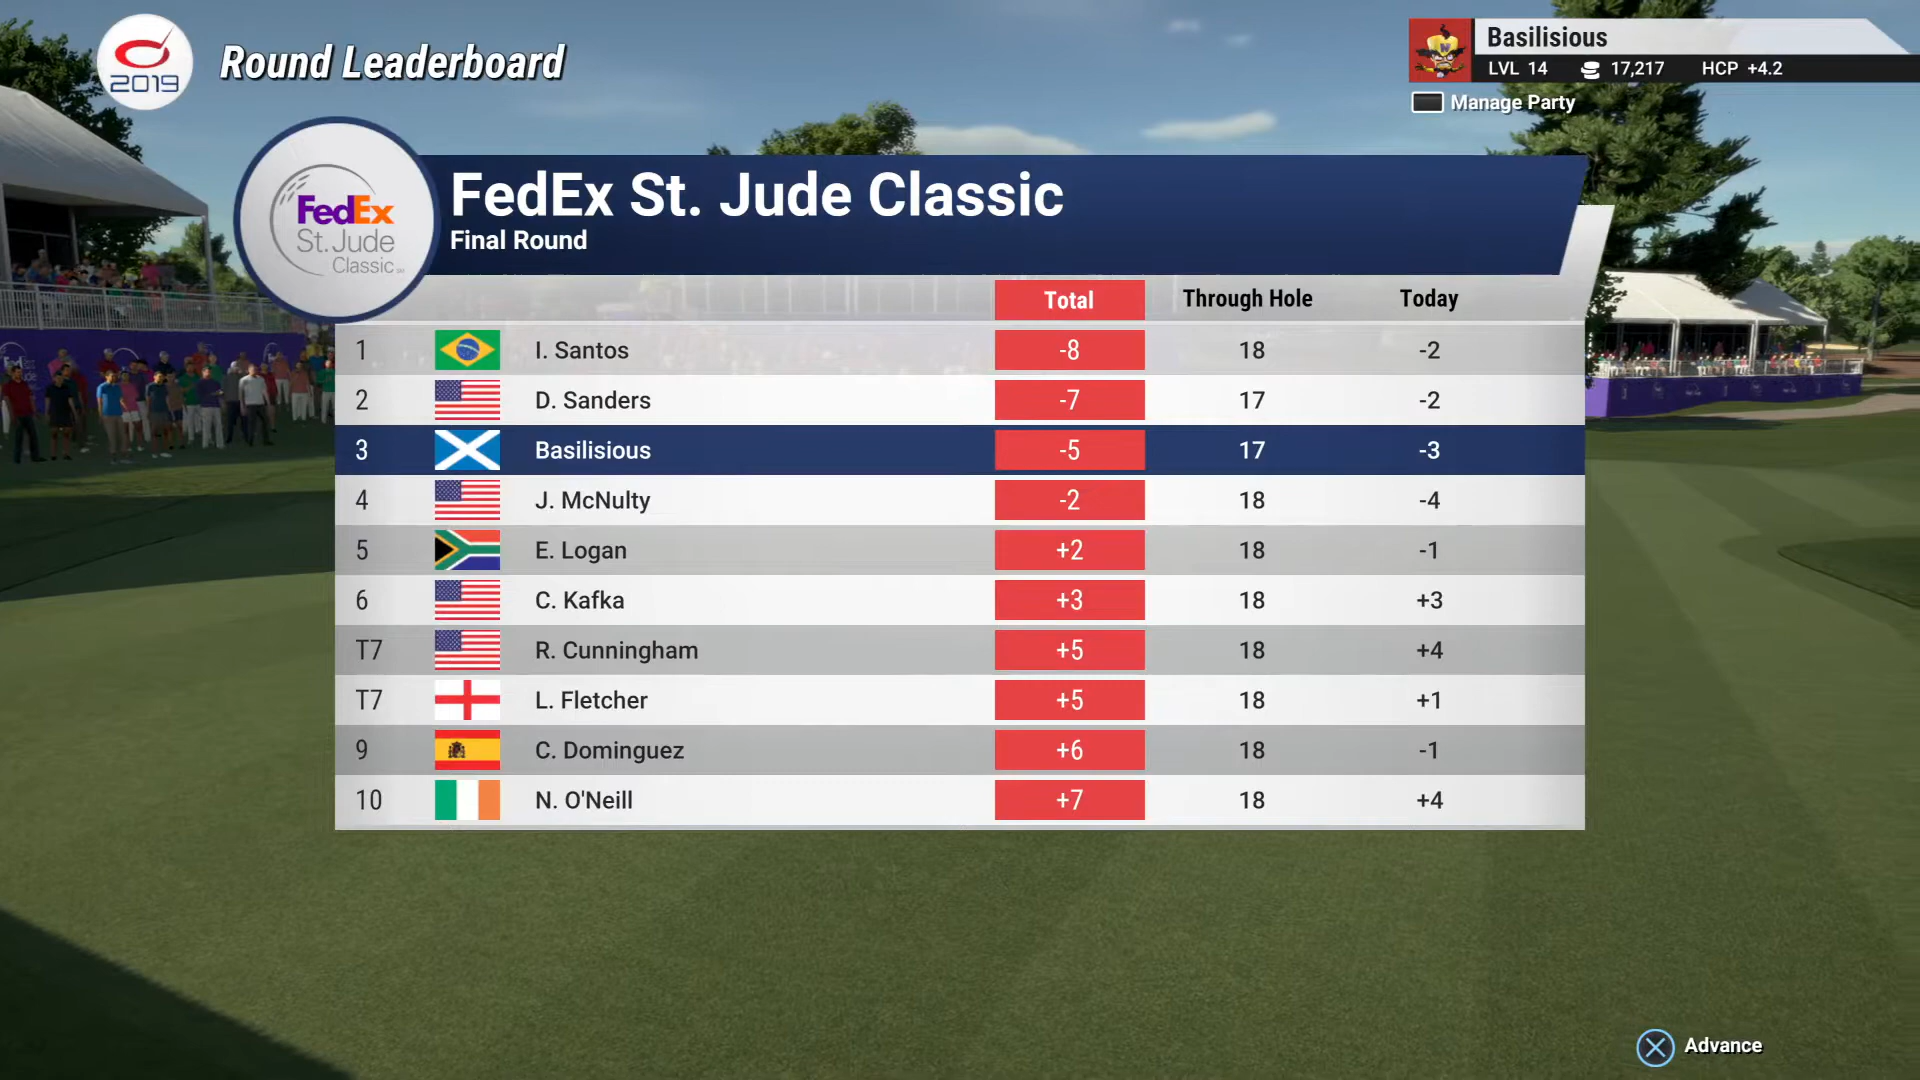 2019
Round Leaderboard
Basilisious
LVL 14 17,217 HCP +4.2
Manage Party
FedEx
St. Jude
Classic
FedEx St. Jude Classic
Final Round
Total Through Hole Today
1 I. Santos -8 18 -2
2 D. Sanders -7 17 -2
3 Basilisious -5 17 -3
4 J. McNulty -2 18 -4
5 E. Logan +2 18 -1
6 C. Kafka +3 18 +3
T7 R. Cunningham +5 18 +4
T7 L. Fletcher +5 18 +1
9 C. Dominguez +6 18 -1
10 N. O'Neill +7 18 +4
Advance